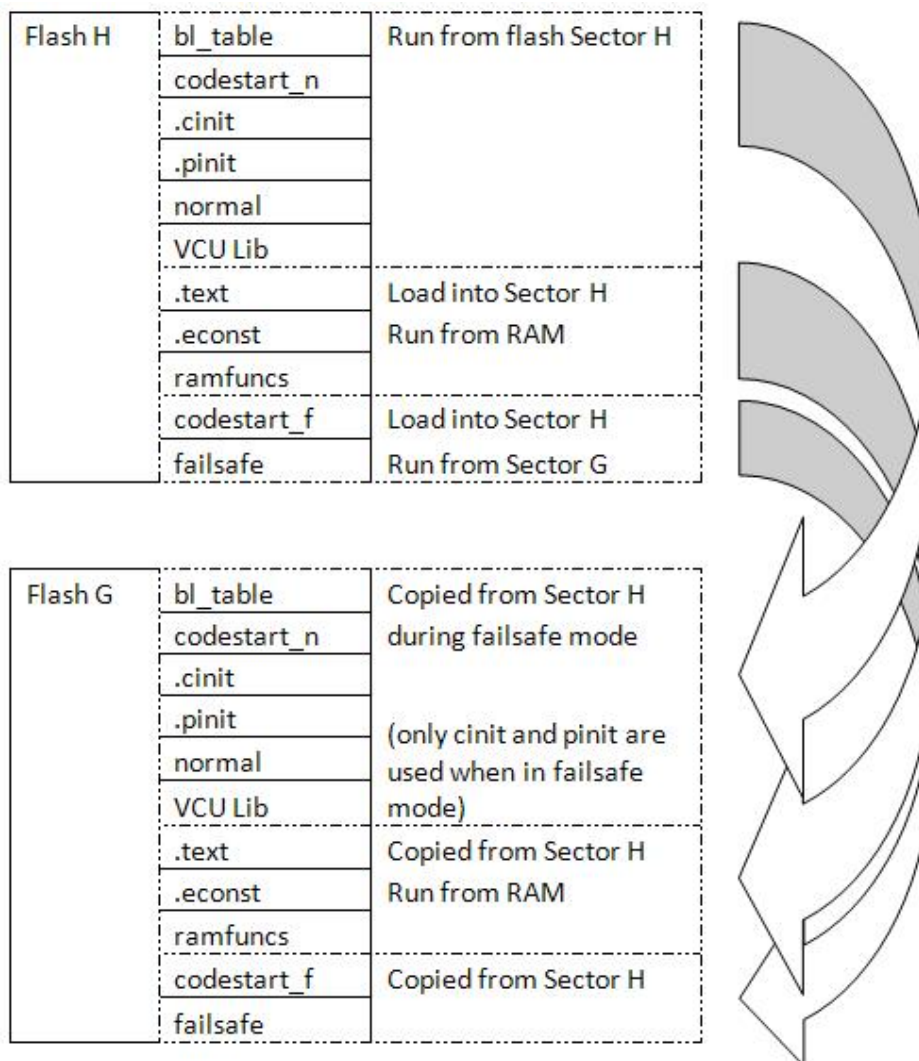 Flash H
bl_table
Run from flash Sector H
codestart_n
.cinit
.pinit
normal
VCU Lib
.text
Load into Sector H
.econst
Run from RAM
ramfuncs
codestart_f
Load into Sector H
failsafe
Run from Sector G
Flash G
bl_table
Copied from Sector H
codestart_n
during failsafe mode
.cinit
.pinit
(only cinit and pinit are
normal
used when in failsafe
VCU Lib
mode)
.text
Copied from Sector H
.econst
Run from RAM
ramfuncs
codestart_f
Copied from Sector H
failsafe